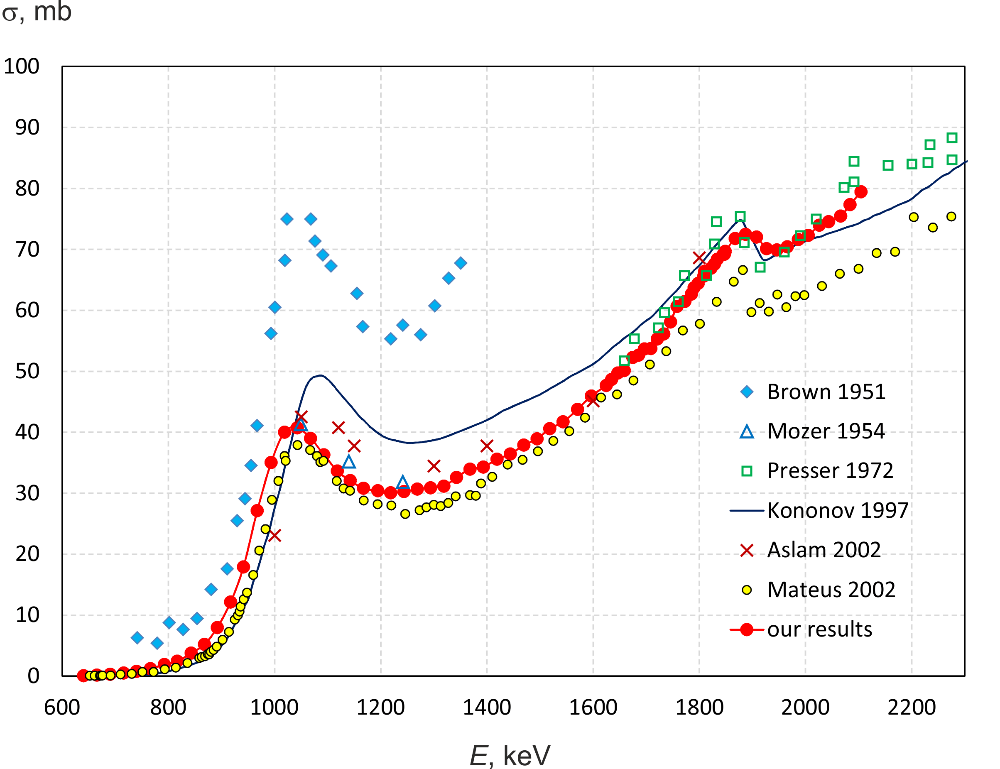 σ, mb
100
90
80
70
60
50
40
30
20
10
0
Brown 1951
Mozer 1954
Presser 1972
Kononov 1997
Aslam 2002
Mateus 2002
our results
600 800 1000 1200 1400 1600 1800 2000 2200
E, keV